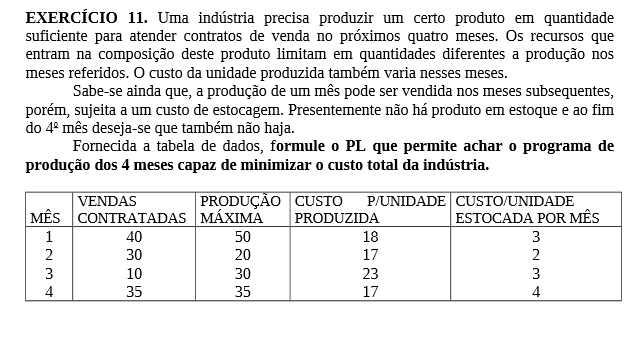 EXERCÍCIO 11. Uma indústria precisa produzir um certo produto em quantidade
suficiente para atender contratos de venda no próximos quatro meses. Os recursos que
entram na composição deste produto limitam em quantidades diferentes a produção nos
meses referidos. O custo da unidade produzida também varia nesses meses.
Sabe-se ainda que, a produção de um mês pode ser vendida nos meses subsequentes,
porém, sujeita a um custo de estocagem. Presentemente não há produto em estoque e ao fim
do 4º mês deseja-se que também não haja.
Fornecida a tabela de dados, formule o PL que permite achar o programa de
produção dos 4 meses capaz de minimizar o custo total da indústria.
MÊS VENDAS CONTRATADAS PRODUÇÃO MÁXIMA CUSTO P/UNIDADE PRODUZIDA CUSTO/UNIDADE ESTOCADA POR MÊS
1 40 50 18 3
2 30 20 17 2
3 10 30 23 3
4 35 35 17 4